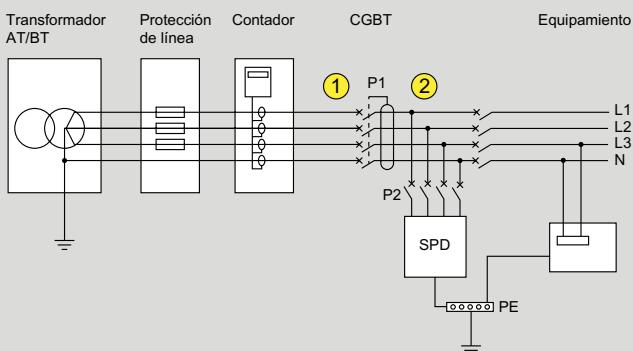 Transformador
AT/BT
Protección
de línea
Contador
CGBT
Equipamiento
1
P1
2
L1
L2
L3
N
P2
SPD
PE